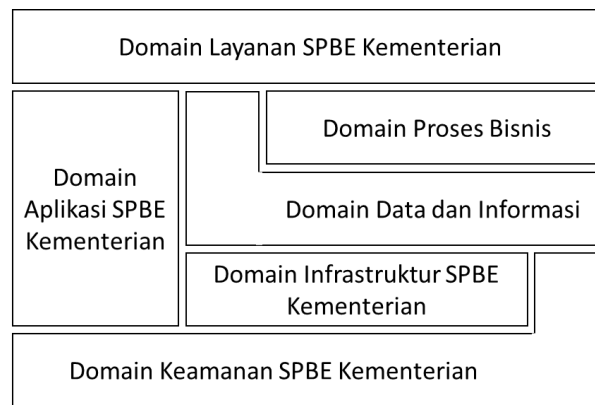 Domain Layanan SPBE Kementerian
Domain Proses Bisnis
Domain
Aplikasi SPBE
Kementerian
Domain Data dan Informasi
Domain Infrastruktur SPBE
Kementerian
Domain Keamanan SPBE Kementerian